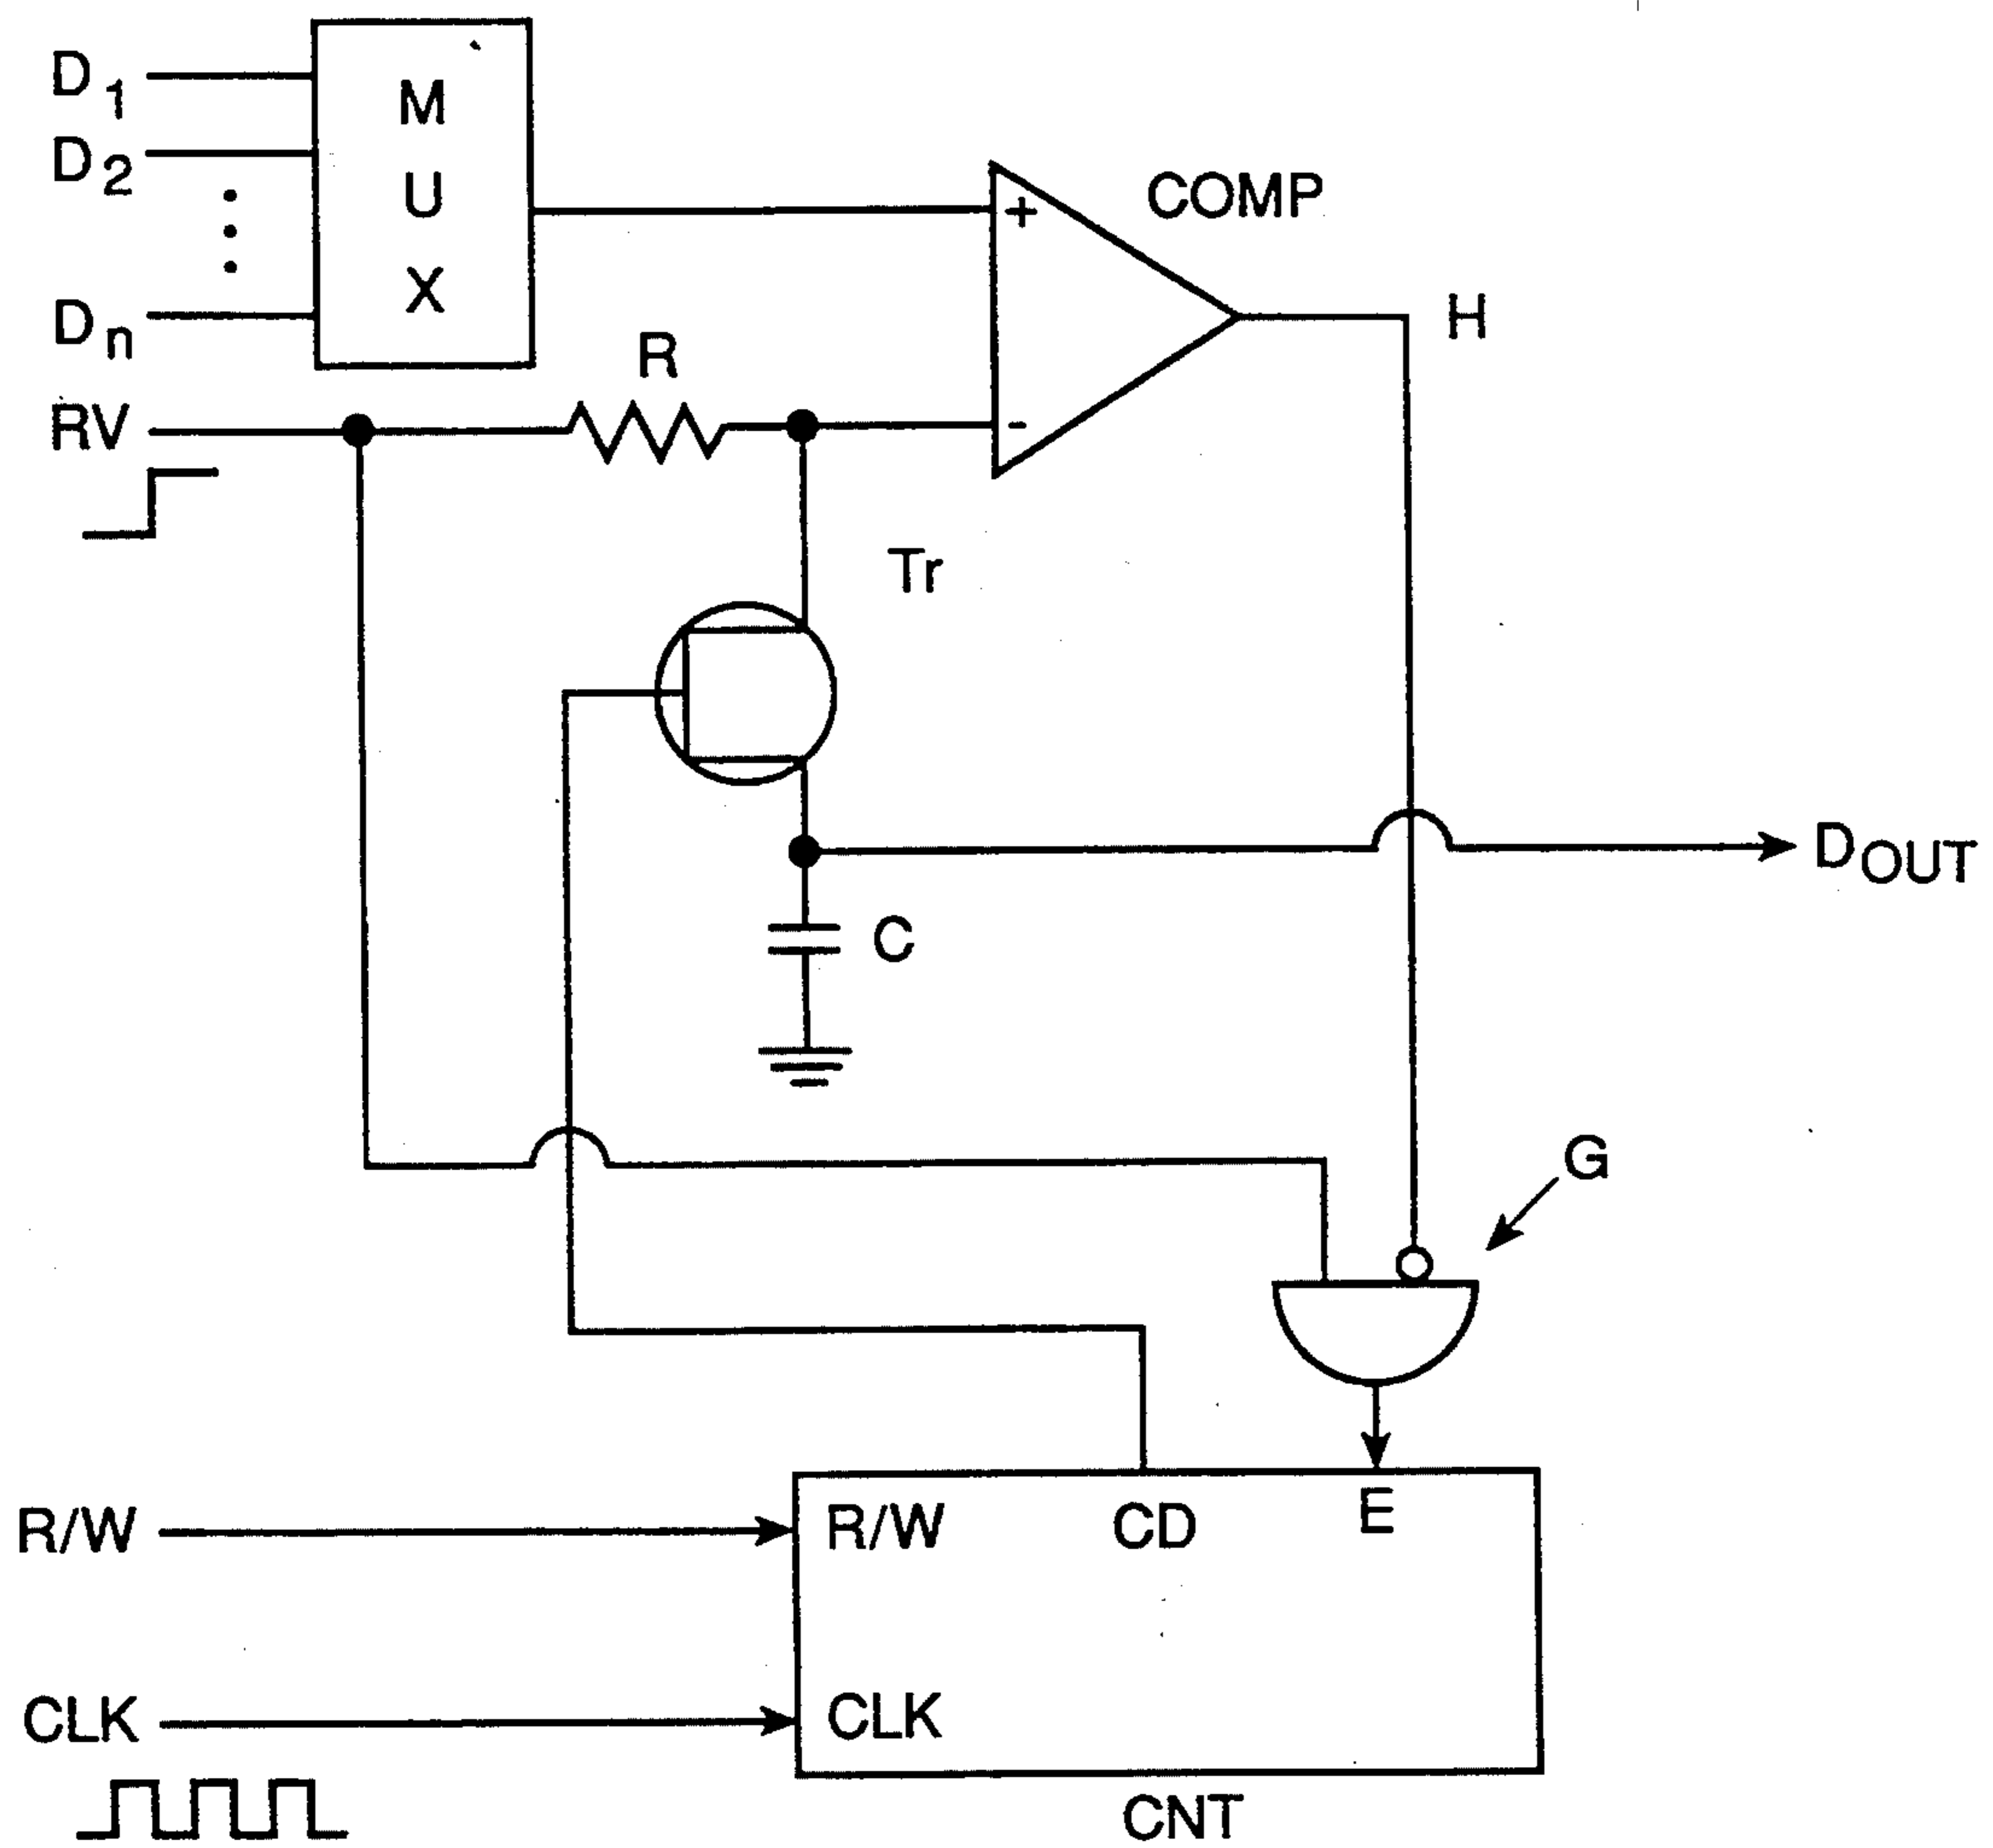 D1
D2
Dn
M
U
X
COMP
+
-
H
RV
R
Tr
DOUT
C
G
R/W
R/W
CD
E
CLK
CLK
CNT